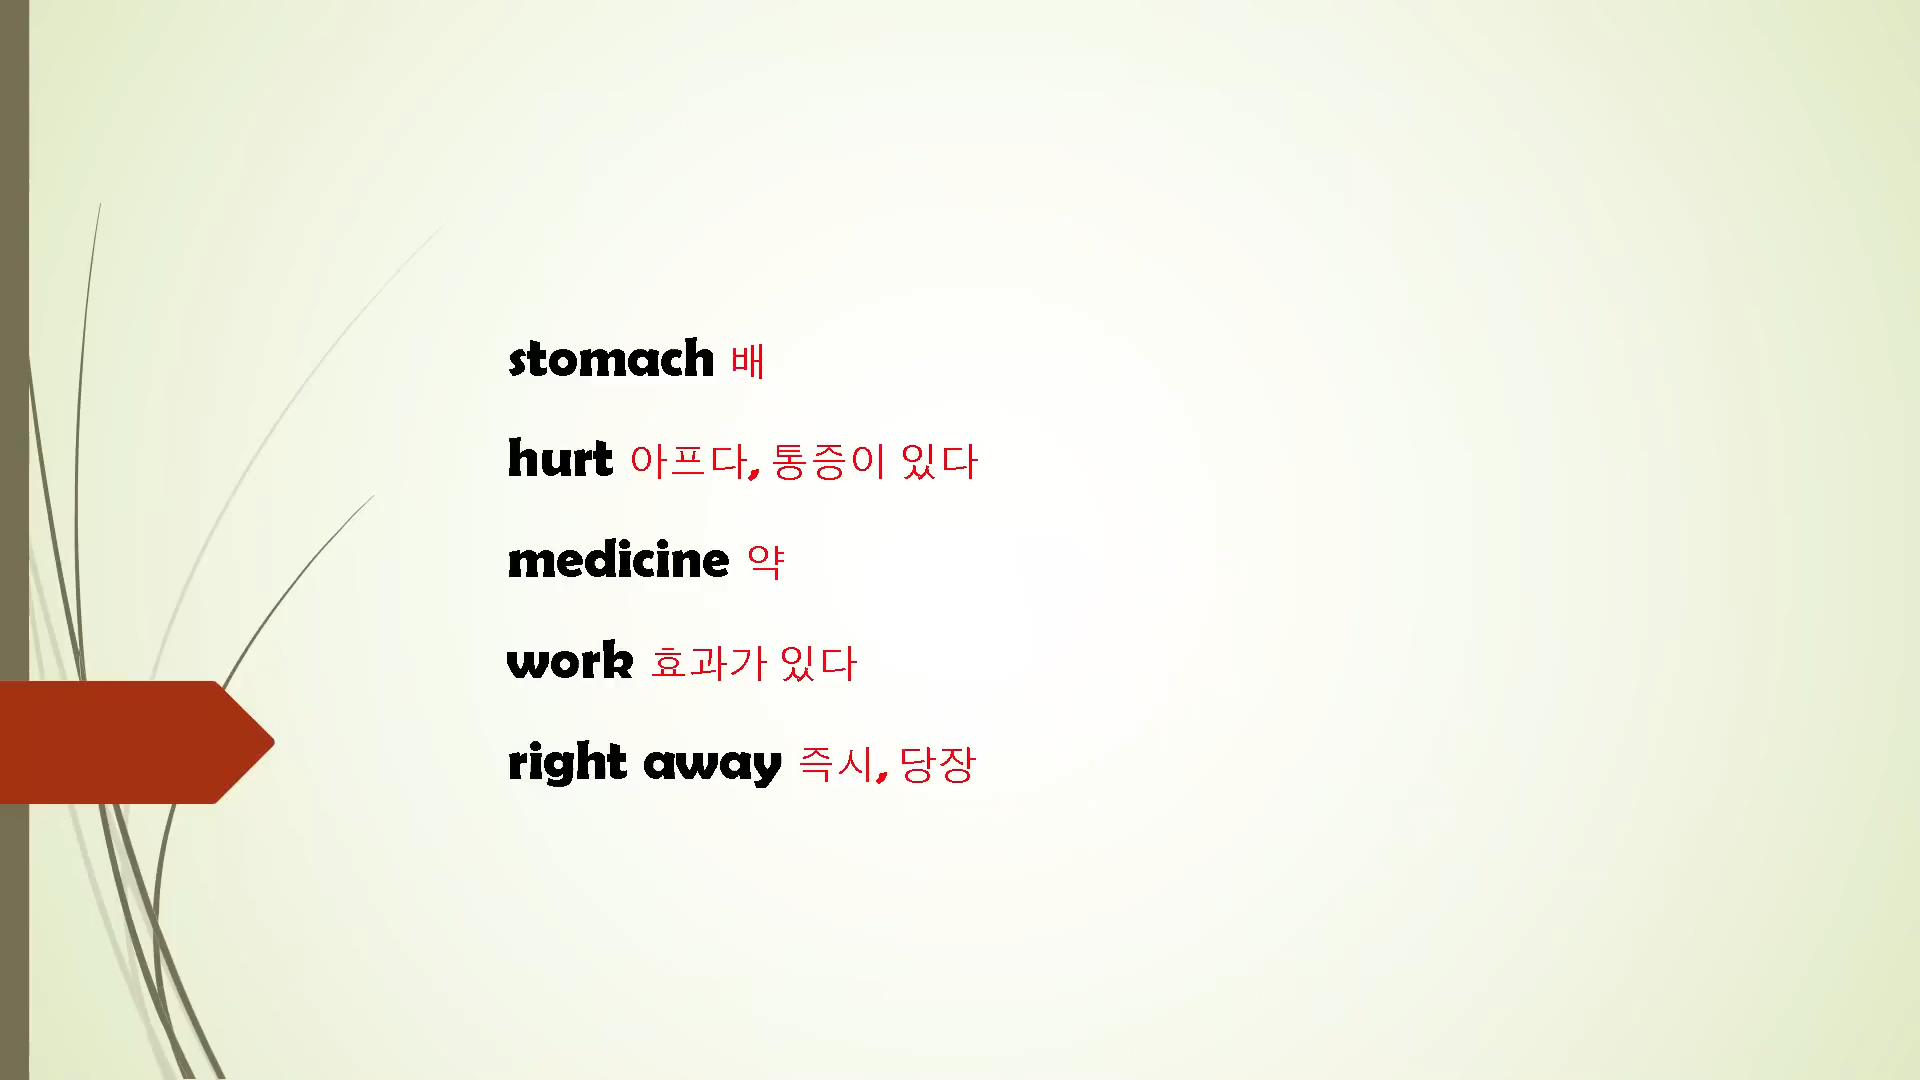 stomach 배
hurt 아프다, 통증이 있다
medicine 약
work 효과가 있다
right away 즉시, 당장